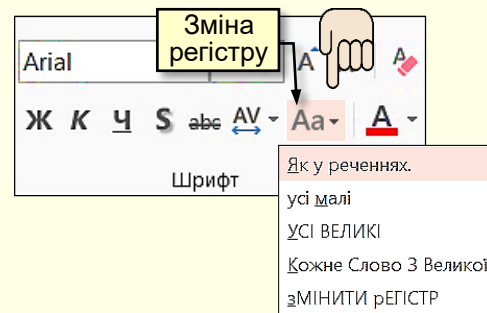 Зміна
регістру
Arial
A
A
Ж К Ч S abc AV Aa A
Шрифт
Як у реченнях.
усі малі
УСІ ВЕЛИКІ
Кожне Слово З Великої
зМІНИТИ рЕГІСТР